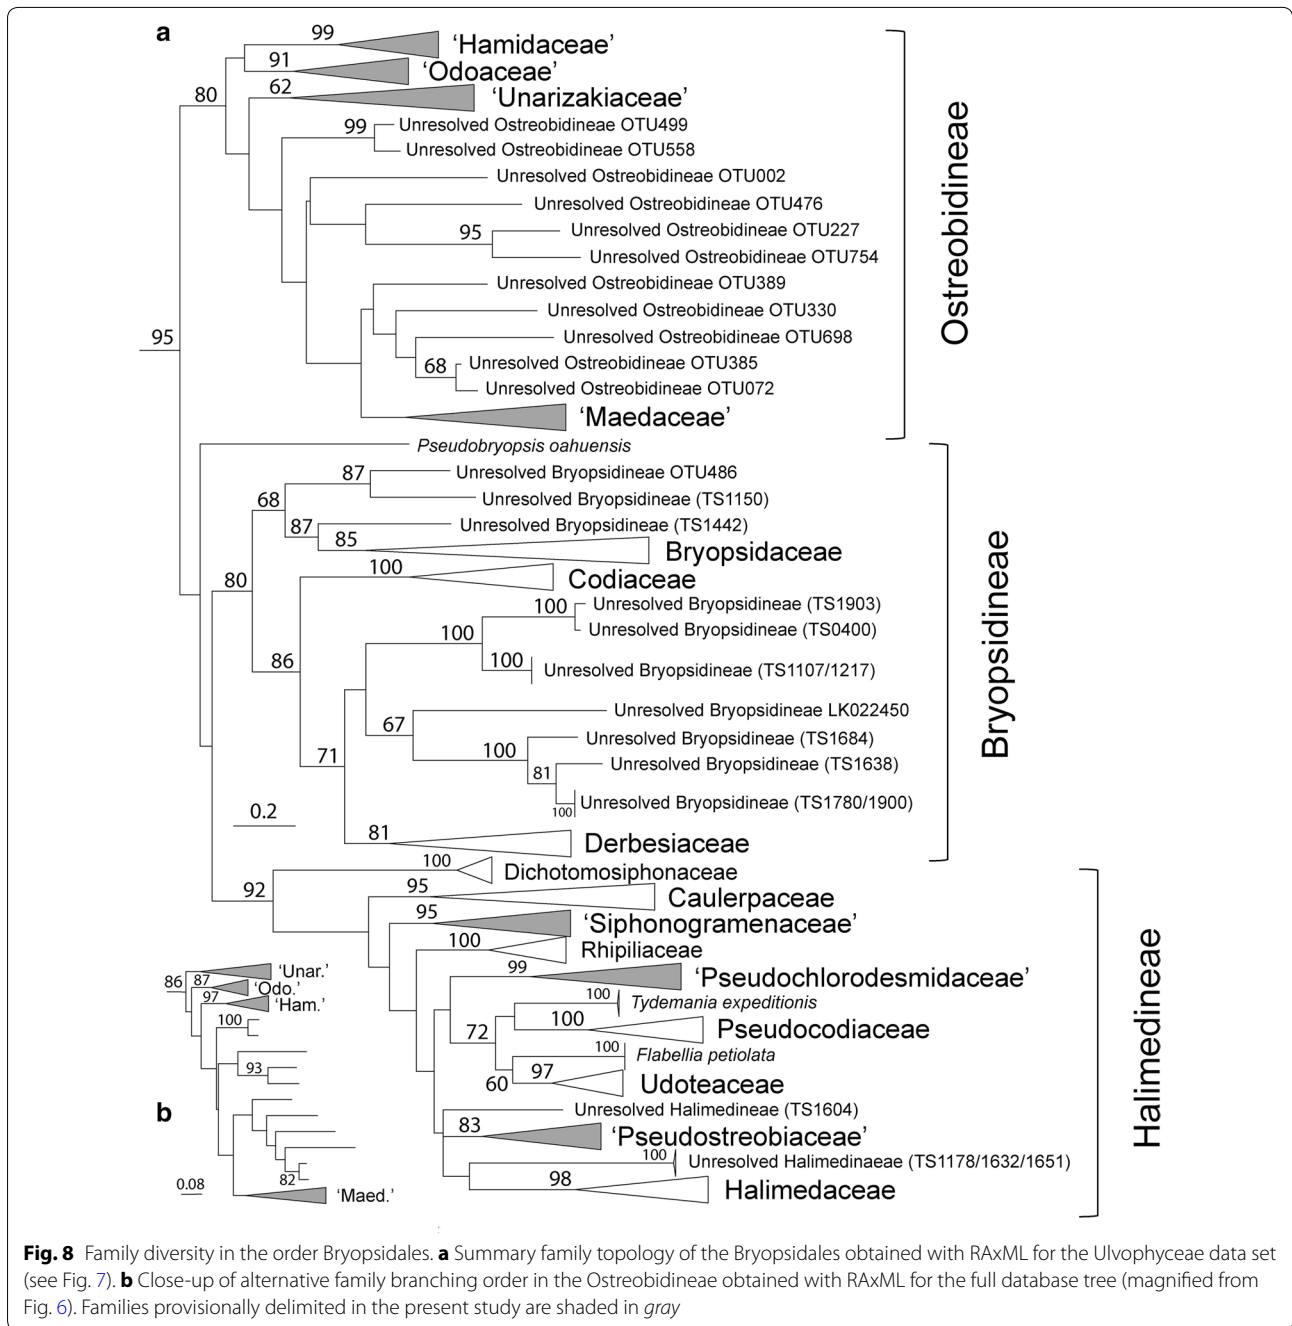 a
99
'Hamidaceae'
91
'Odoaceae'
80
62
'Unarizakiaceae'
99
Unresolved Ostreobidineae OTU499
Unresolved Ostreobidineae OTU558
Unresolved Ostreobidineae OTU002
Unresolved Ostreobidineae OTU476
95
Unresolved Ostreobidineae OTU227
Unresolved Ostreobidineae OTU754
Unresolved Ostreobidineae OTU389
Unresolved Ostreobidineae OTU330
95
Unresolved Ostreobidineae OTU698
68
Unresolved Ostreobidineae OTU385
Unresolved Ostreobidineae OTU072
'Maedaceae'
Ostreobidineae
Pseudobryopsis oahuensis
87
Unresolved Bryopsidineae OTU486
68
Unresolved Bryopsidineae (TS1150)
87
Unresolved Bryopsidineae (TS1442)
85
Bryopsidaceae
80
100
Codiaceae
100
Unresolved Bryopsidineae (TS1903)
Unresolved Bryopsidineae (TS0400)
100
86
100
Unresolved Bryopsidineae (TS1107/1217)
67
Unresolved Bryopsidineae LK022450
71
100
Unresolved Bryopsidineae (TS1684)
81
Unresolved Bryopsidineae (TS1638)
100
Unresolved Bryopsidineae (TS1780/1900)
0.2
81
Derbesiaceae
Bryopsidineae
100
Dichotomosiphonaceae
92
95
Caulerpaceae
95
'Siphonogramenaceae'
100
Rhipiliaceae
99
'Pseudochlorodesmidaceae'
100
Tydemania expeditionis
72
100
Pseudocodiaceae
100
Flabellia petiolata
60
97
Udoteaceae
Unresolved Halimedineae (TS1604)
83
'Pseudostreobiaceae'
100
Unresolved Halimedinaeae (TS1178/1632/1651)
98
Halimedaceae
Halimedineae
86
'Unar.'
87
'Odo.'
97
'Ham.'
100
93
b
82
0.08
'Maed.'
Fig. 8 Family diversity in the order Bryopsidales. a Summary family topology of the Bryopsidales obtained with RAxML for the Ulvophyceae data set
(see Fig. 7). b Close-up of alternative family branching order in the Ostreobidineae obtained with RAxML for the full database tree (magnified from
Fig. 6). Families provisionally delimited in the present study are shaded in gray